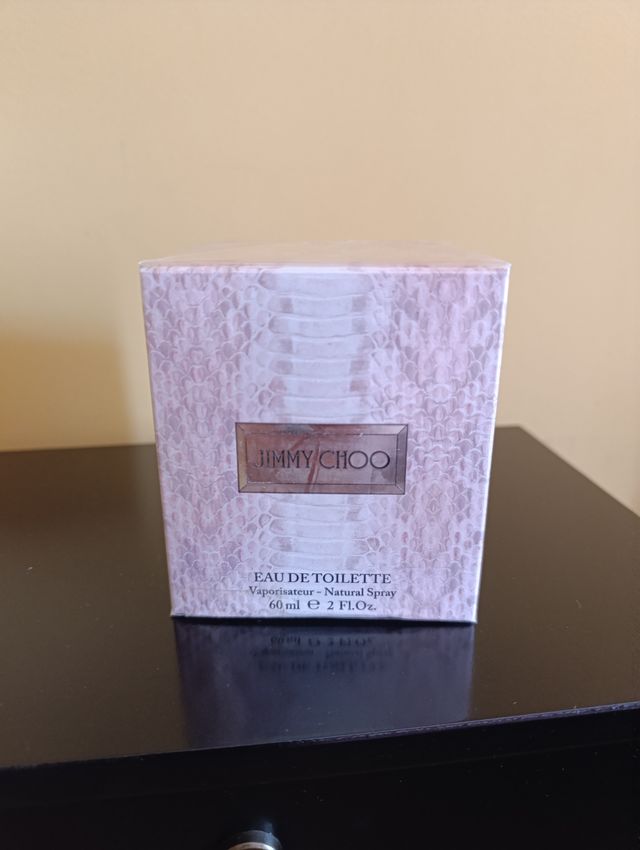 JIMMY CHOO
EAU DE TOILETTE
Vaporisateur - Natural Spray
60 ml ℮ 2 Fl.Oz.